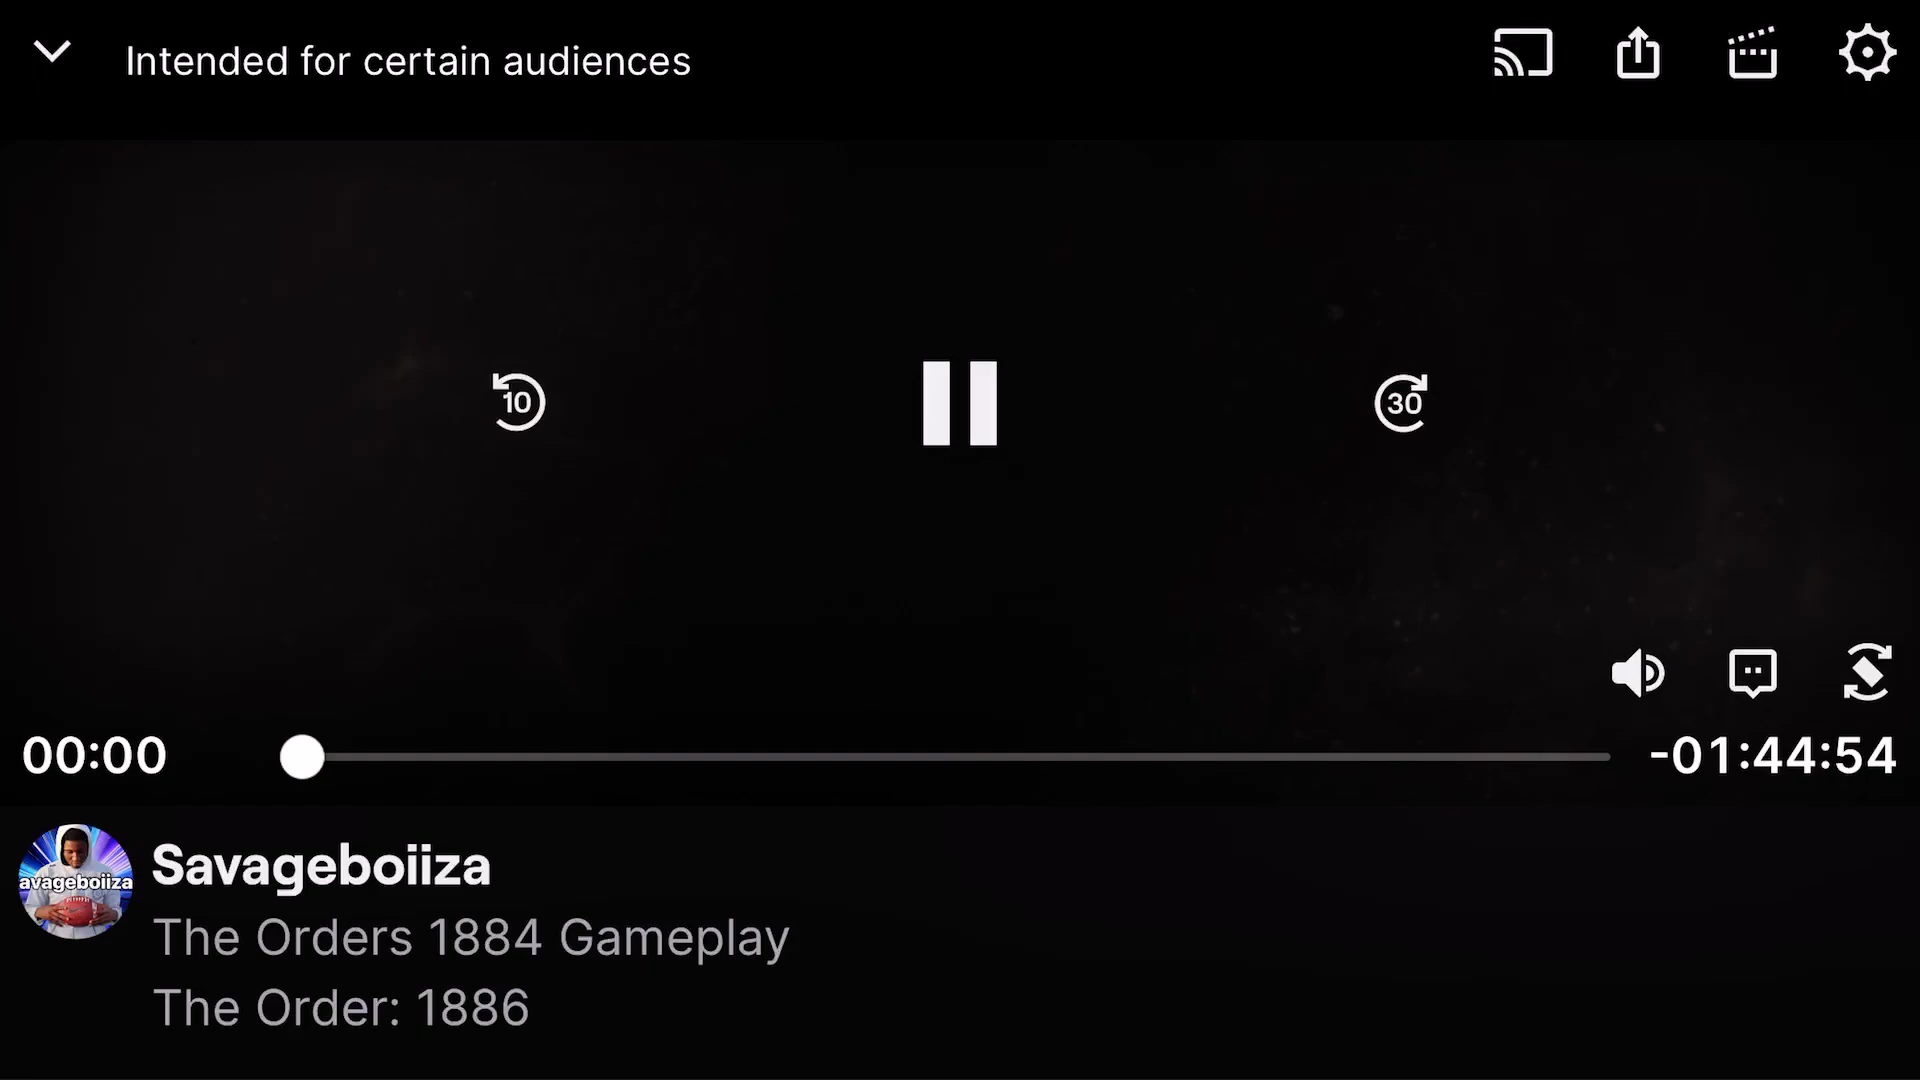 Intended for certain audiences
10
30
00:00
-01:44:54
avageboiiza
Savageboiiza
The Orders 1884 Gameplay
The Order: 1886